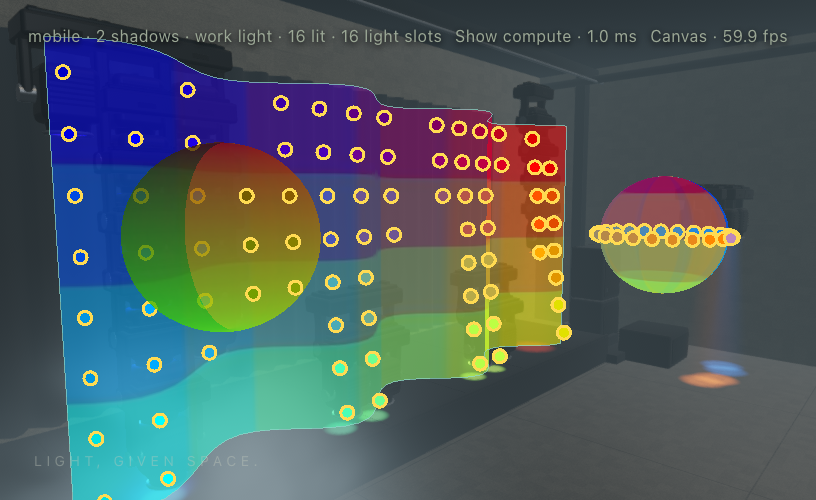 mobile · 2 shadows · work light · 16 lit · 16 light slots Show compute · 1.0 ms Canvas · 59.9 fps
LIGHT, GIVEN SPACE.